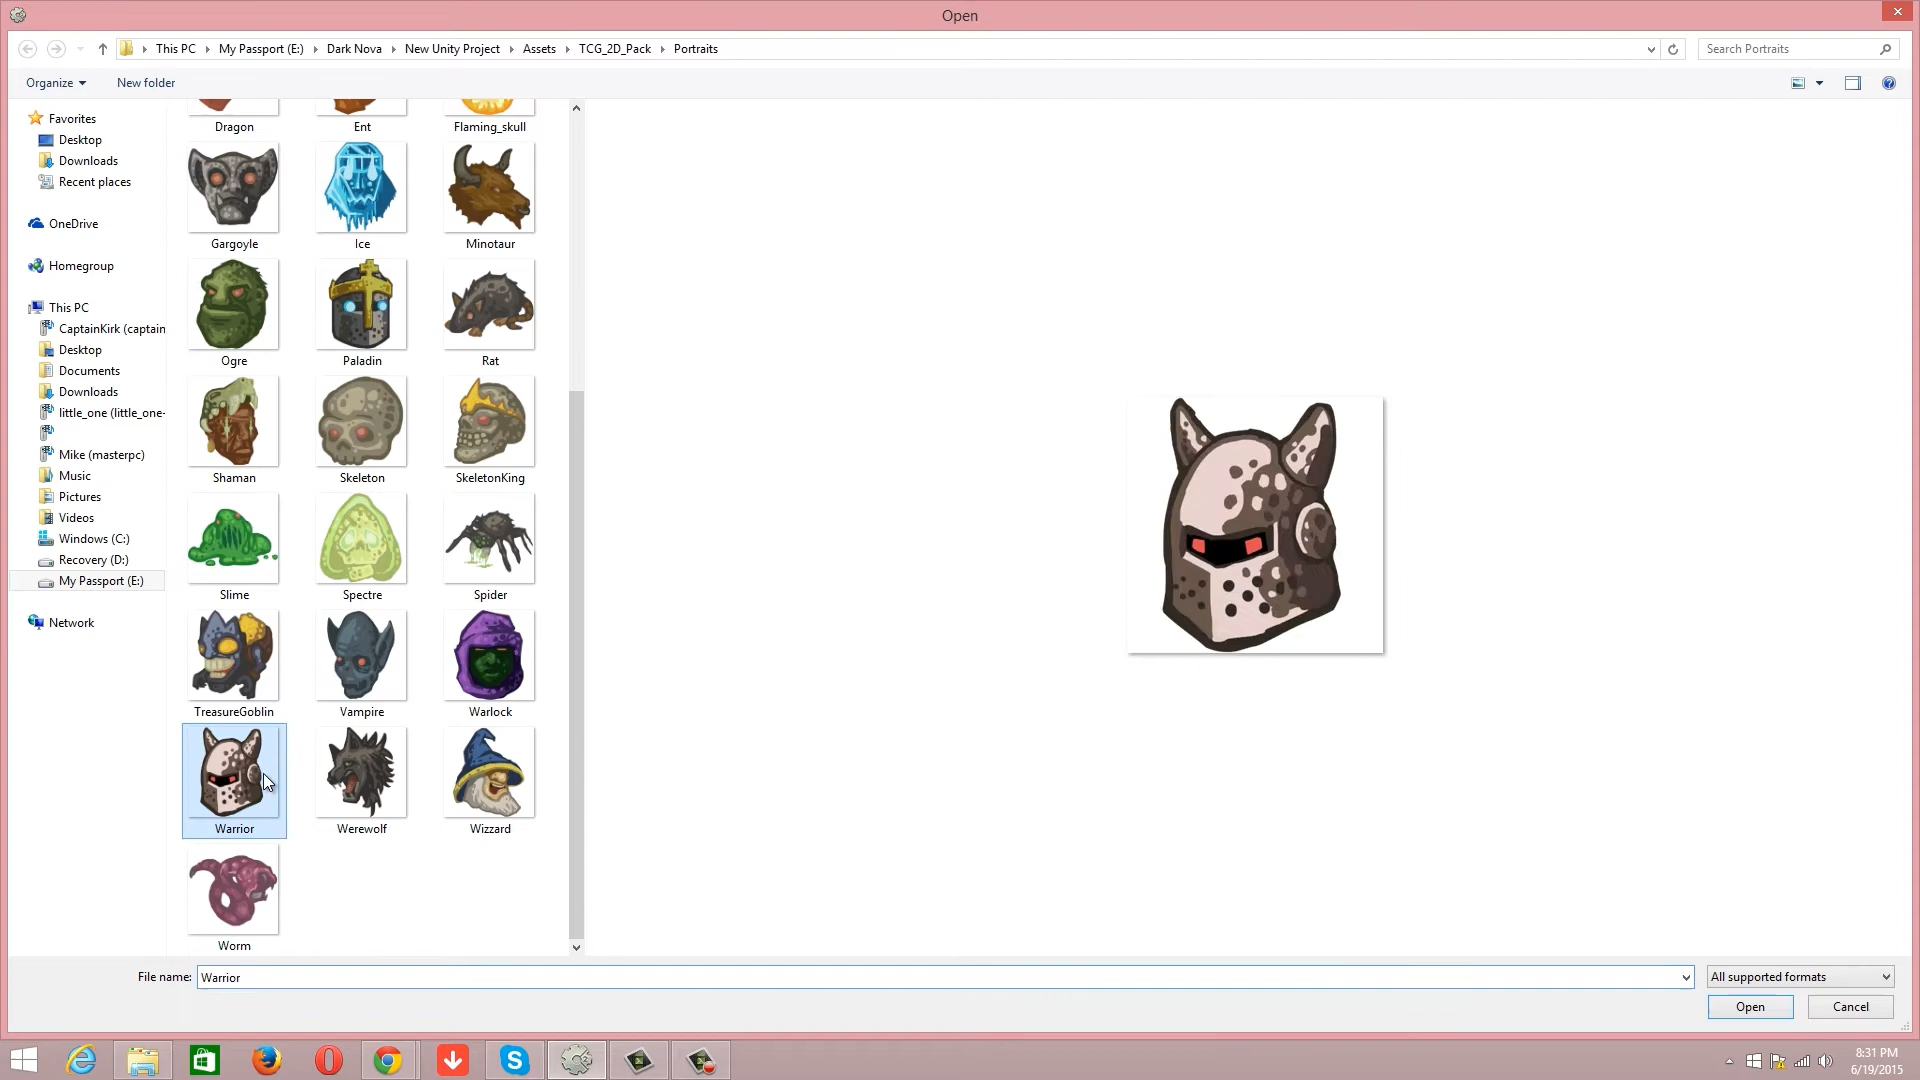 Open
This PC My Passport (E:) Dark Nova New Unity Project Assets TCG_2D_Pack Portraits
Search Portraits
Organize New folder
Favorites
Desktop
Downloads
Recent places
OneDrive
Homegroup
This PC
CaptainKirk (captain
Desktop
Documents
Downloads
little_one (little_one-
Mike (masterpc)
Music
Pictures
Videos
Windows (C:)
Recovery (D:)
My Passport (E:)
Network
Dragon Ent Flaming_skull
Gargoyle Ice Minotaur
Ogre Paladin Rat
Shaman Skeleton SkeletonKing
Slime Spectre Spider
TreasureGoblin Vampire Warlock
Warrior Werewolf Wizzard
Worm
File name: Warrior
All supported formats
Open Cancel
8:31 PM
6/19/2015